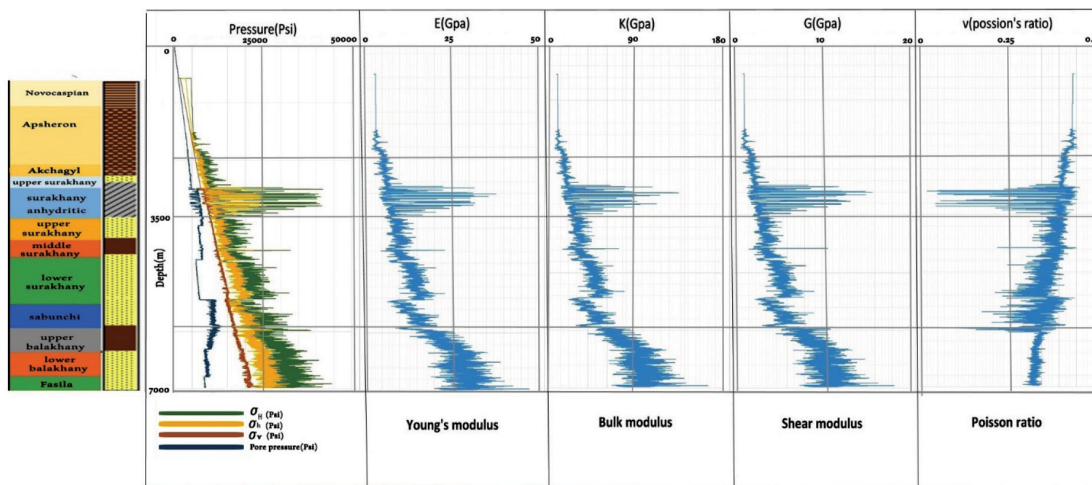 Pressure(Psi)
0 25000 50000
E(Gpa)
0 25 50
K(Gpa)
0 90 180
G(Gpa)
0 10 20
v(possion's ratio)
0 0.25
0
3500
7000
Depth(m)
Novocaspian
Apsheron
Akchagyl
upper surakhany
surakhany
anhydritic
upper
surakhany
middle
surakhany
lower
surakhany
sabunchi
upper
balakhany
lower
balakhany
Fasila
σH (Psi)
σh (Psi)
σv (Psi)
Pore pressure(Psi)
Young's modulus
Bulk modulus
Shear modulus
Poisson ratio